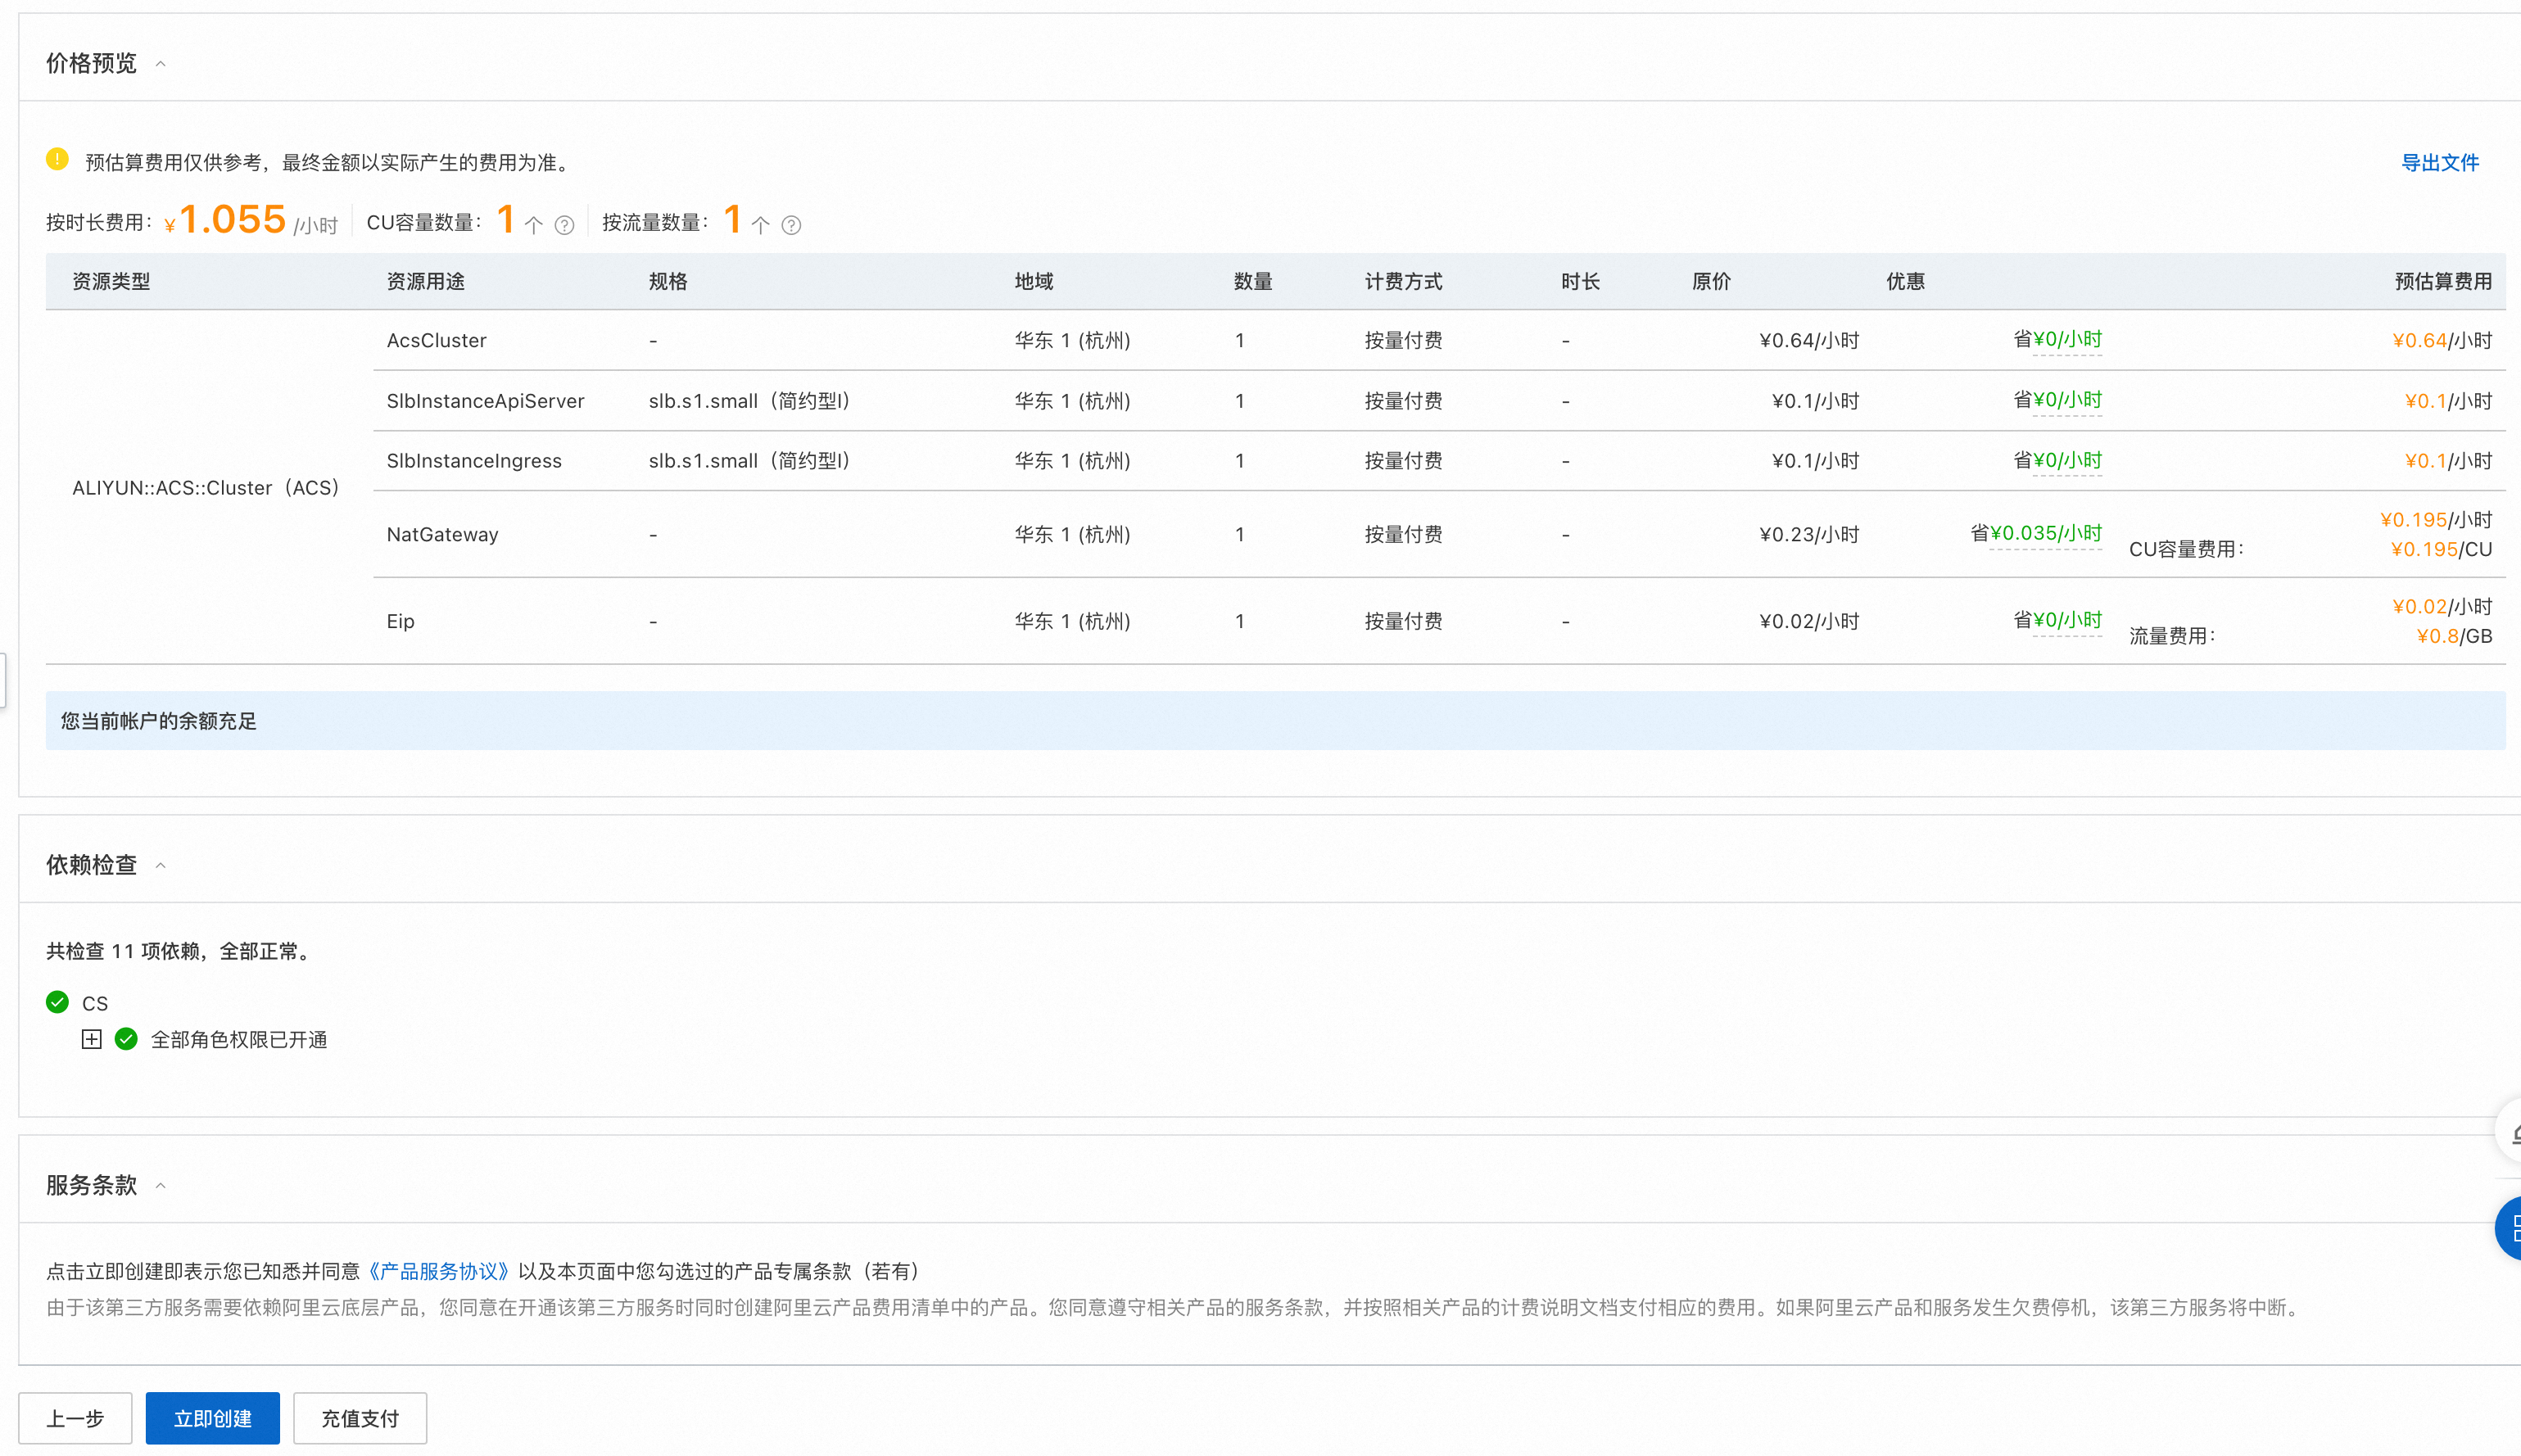 价格预览
预估算费用仅供参考，最终金额以实际产生的费用为准。
导出文件
按时长费用： ¥1.055 /小时 CU容量数量： 1 个 按流量数量： 1 个
资源类型 资源用途 规格 地域 数量 计费方式 时长 原价 优惠 预估算费用
AcsCluster - 华东 1 (杭州) 1 按量付费 - ¥0.64/小时 省¥0/小时 ¥0.64/小时
SlbInstanceApiServer slb.s1.small（简约型I） 华东 1 (杭州) 1 按量付费 - ¥0.1/小时 省¥0/小时 ¥0.1/小时
SlbInstanceIngress slb.s1.small（简约型I） 华东 1 (杭州) 1 按量付费 - ¥0.1/小时 省¥0/小时 ¥0.1/小时
ALIYUN::ACS::Cluster（ACS）
NatGateway - 华东 1 (杭州) 1 按量付费 - ¥0.23/小时 省¥0.035/小时 ¥0.195/小时
CU容量费用： ¥0.195/CU
Eip - 华东 1 (杭州) 1 按量付费 - ¥0.02/小时 省¥0/小时 ¥0.02/小时
流量费用： ¥0.8/GB
您当前帐户的余额充足
依赖检查
共检查 11 项依赖，全部正常。
CS
全部角色权限已开通
服务条款
点击立即创建即表示您已知悉并同意《产品服务协议》以及本页面中您勾选过的产品专属条款（若有）
由于该第三方服务需要依赖阿里云底层产品，您同意在开通该第三方服务时同时创建阿里云产品费用清单中的产品。您同意遵守相关产品的服务条款，并按照相关产品的计费说明文档支付相应的费用。如果阿里云产品和服务发生欠费停机，该第三方服务将中断。
上一步 立即创建 充值支付